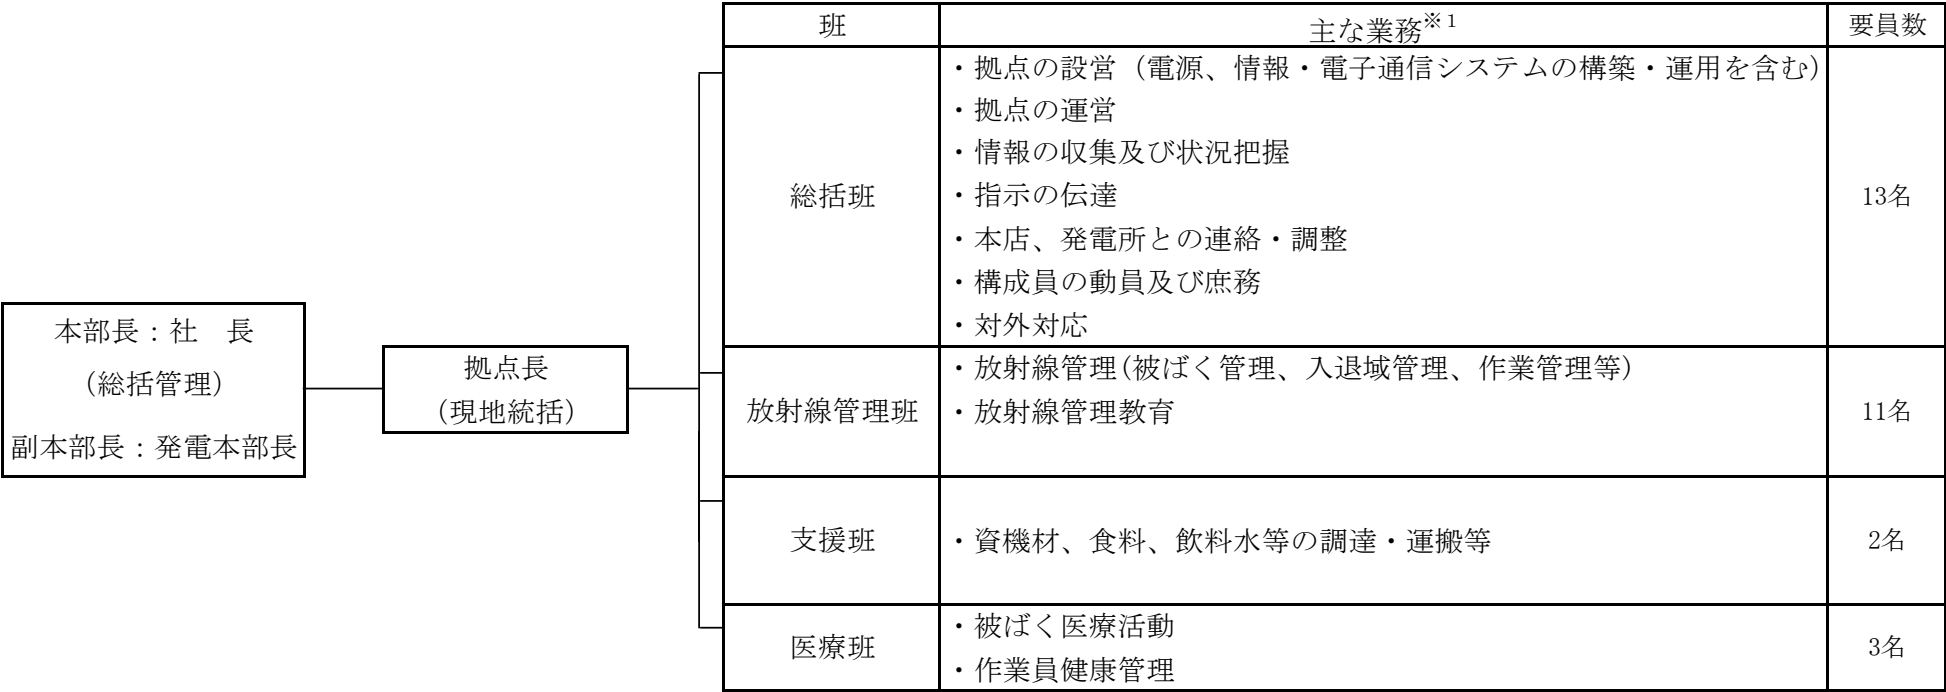 班
主な業務※1
要員数
本部長：社　長
(総括管理)
副本部長：発電本部長
拠点長
(現地統括)
総括班
・拠点の設営 (電源、情報・電子通信システムの構築・運用を含む)
・拠点の運営
・情報の収集及び状況把握
・指示の伝達
・本店、発電所との連絡・調整
・構成員の動員及び庶務
・対外対応
13名
放射線管理班
・放射線管理(被ばく管理、入退域管理、作業管理等)
・放射線管理教育
11名
支援班
・資機材、食料、飲料水等の調達・運搬等
2名
医療班
・被ばく医療活動
・作業員健康管理
3名